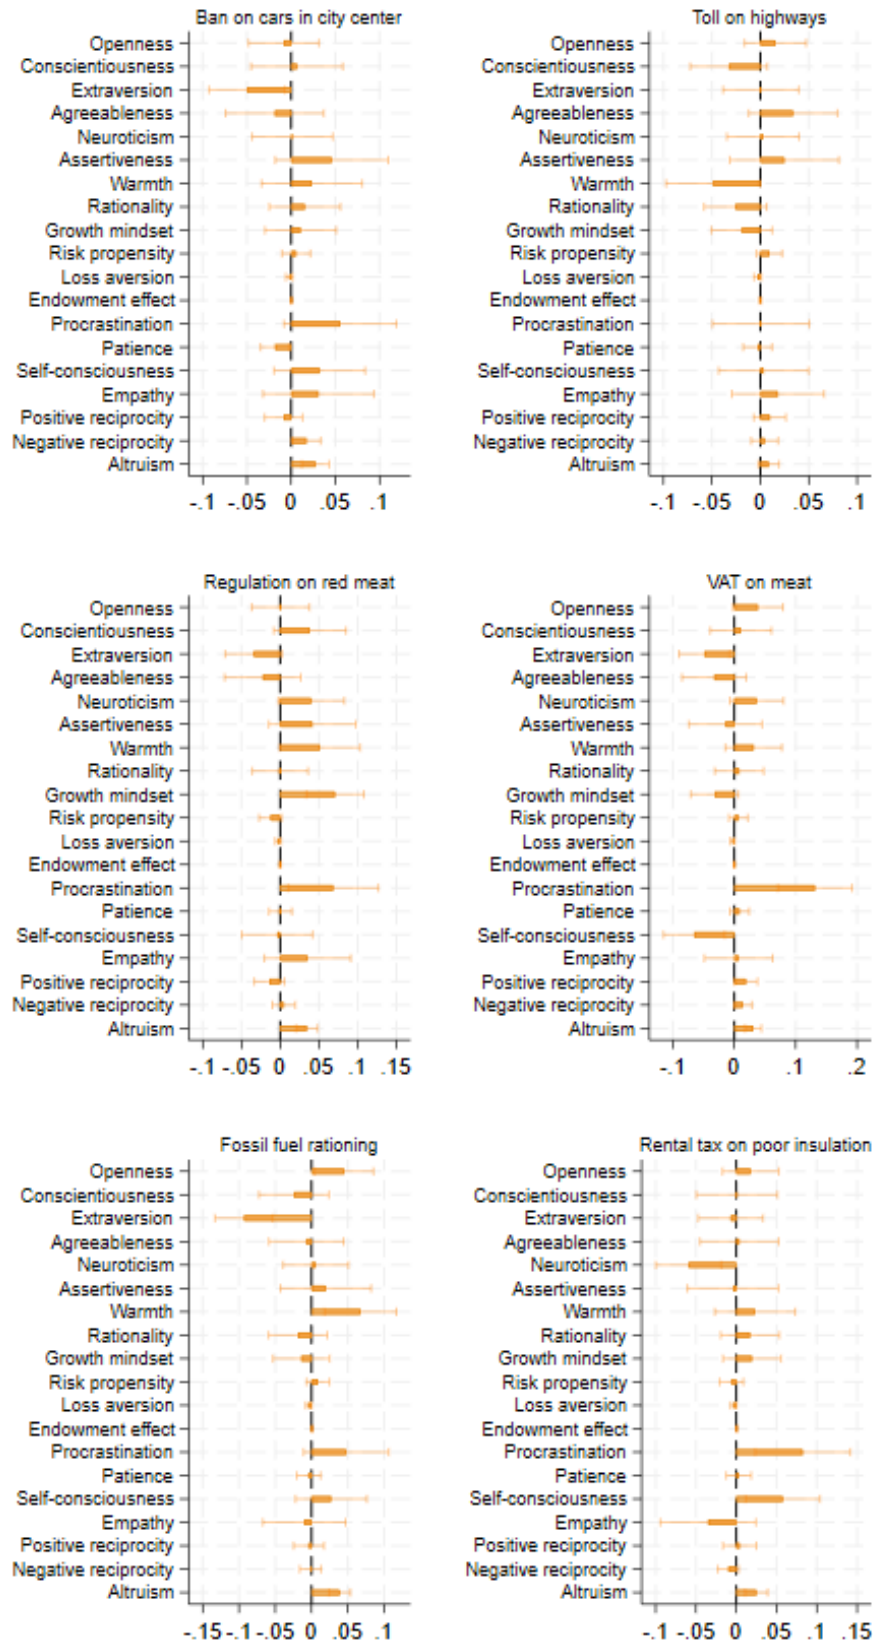 Ban on cars in city center
Openness
Conscientiousness
Extraversion
Agreeableness
Neuroticism
Assertiveness
Warmth
Rationality
Growth mindset
Risk propensity
Loss aversion
Endowment effect
Procrastination
Patience
Self-consciousness
Empathy
Positive reciprocity
Negative reciprocity
Altruism
-.1 -.05 0 .05 .1
Toll on highways
Openness
Conscientiousness
Extraversion
Agreeableness
Neuroticism
Assertiveness
Warmth
Rationality
Growth mindset
Risk propensity
Loss aversion
Endowment effect
Procrastination
Patience
Self-consciousness
Empathy
Positive reciprocity
Negative reciprocity
Altruism
-.1 -.05 0 .05 .1
Regulation on red meat
Openness
Conscientiousness
Extraversion
Agreeableness
Neuroticism
Assertiveness
Warmth
Rationality
Growth mindset
Risk propensity
Loss aversion
Endowment effect
Procrastination
Patience
Self-consciousness
Empathy
Positive reciprocity
Negative reciprocity
Altruism
-.1 -.05 0 .05 .1 .15
VAT on meat
Openness
Conscientiousness
Extraversion
Agreeableness
Neuroticism
Assertiveness
Warmth
Rationality
Growth mindset
Risk propensity
Loss aversion
Endowment effect
Procrastination
Patience
Self-consciousness
Empathy
Positive reciprocity
Negative reciprocity
Altruism
-.1 0 .1 .2
Fossil fuel rationing
Openness
Conscientiousness
Extraversion
Agreeableness
Neuroticism
Assertiveness
Warmth
Rationality
Growth mindset
Risk propensity
Loss aversion
Endowment effect
Procrastination
Patience
Self-consciousness
Empathy
Positive reciprocity
Negative reciprocity
Altruism
-.15 -.1 -.05 0 .05 .1
Rental tax on poor insulation
Openness
Conscientiousness
Extraversion
Agreeableness
Neuroticism
Assertiveness
Warmth
Rationality
Growth mindset
Risk propensity
Loss aversion
Endowment effect
Procrastination
Patience
Self-consciousness
Empathy
Positive reciprocity
Negative reciprocity
Altruism
-.1 -.05 0 .05 .1 .15